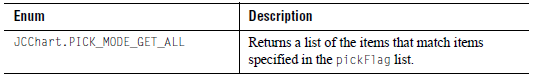 Enum Description
JCChart.PICK_MODE_GET_ALL Returns a list of the items that match items
specified in the pickFlag list.